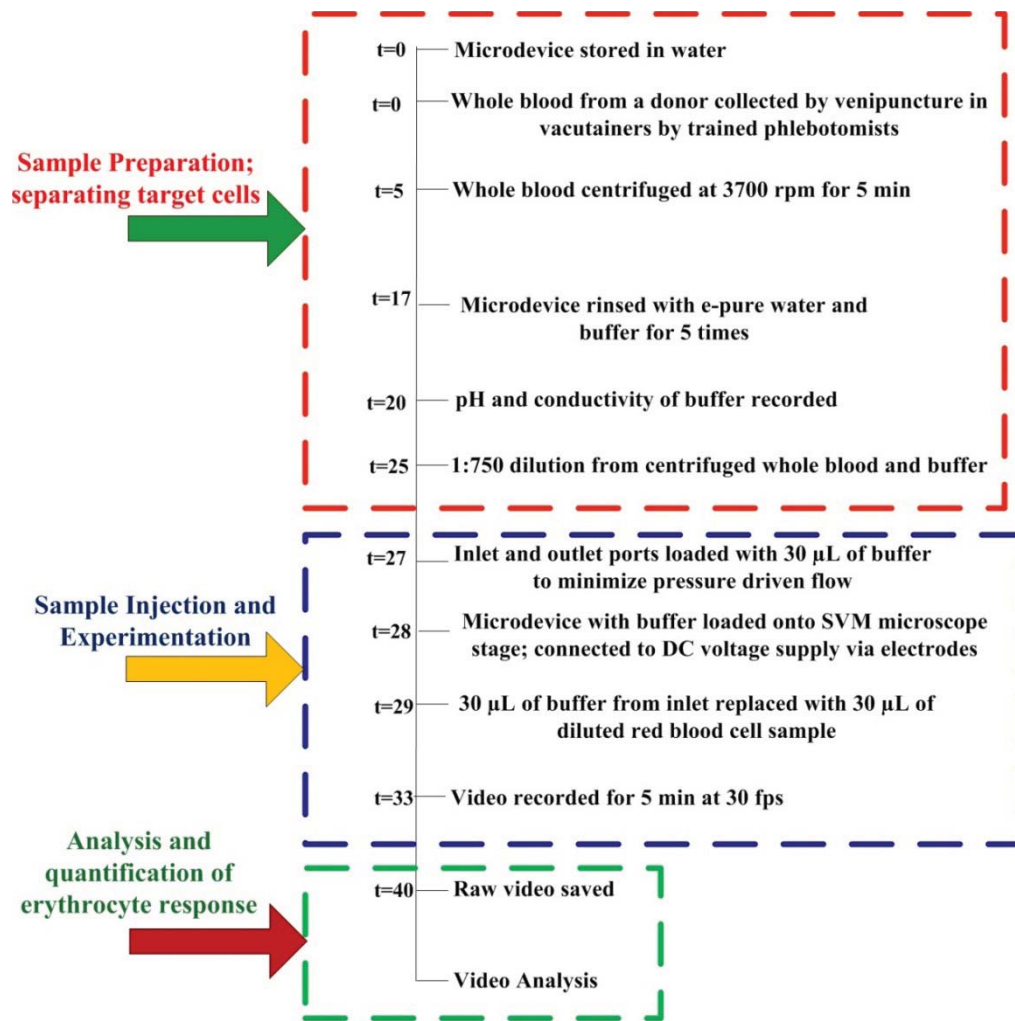 t=0 Microdevice stored in water
t=0 Whole blood from a donor collected by venipuncture in
vacutainers by trained phlebotomists
Sample Preparation;
separating target cells
t=5 Whole blood centrifuged at 3700 rpm for 5 min
t=17 Microdevice rinsed with e-pure water and
buffer for 5 times
t=20 pH and conductivity of buffer recorded
t=25 1:750 dilution from centrifuged whole blood and buffer
t=27 Inlet and outlet ports loaded with 30 µL of buffer
to minimize pressure driven flow
Sample Injection and
Experimentation
t=28 Microdevice with buffer loaded onto SVM microscope
stage; connected to DC voltage supply via electrodes
t=29 30 µL of buffer from inlet replaced with 30 µL of
diluted red blood cell sample
t=33 Video recorded for 5 min at 30 fps
Analysis and
quantification of
erythrocyte response
t=40 Raw video saved
Video Analysis